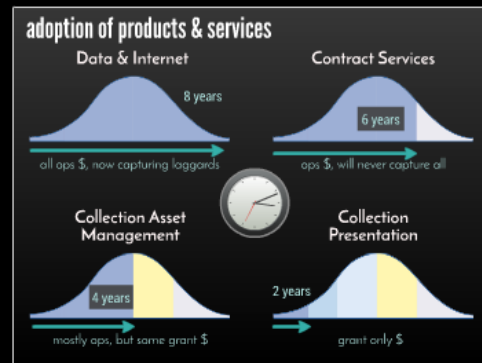 adoption of products & services
Data & Internet
8 years
all ops $, now capturing laggards
Contract Services
6 years
ops $, will never capture all
Collection Asset
Management
4 years
mostly ops, but some grant $
Collection
Presentation
2 years
grant only $